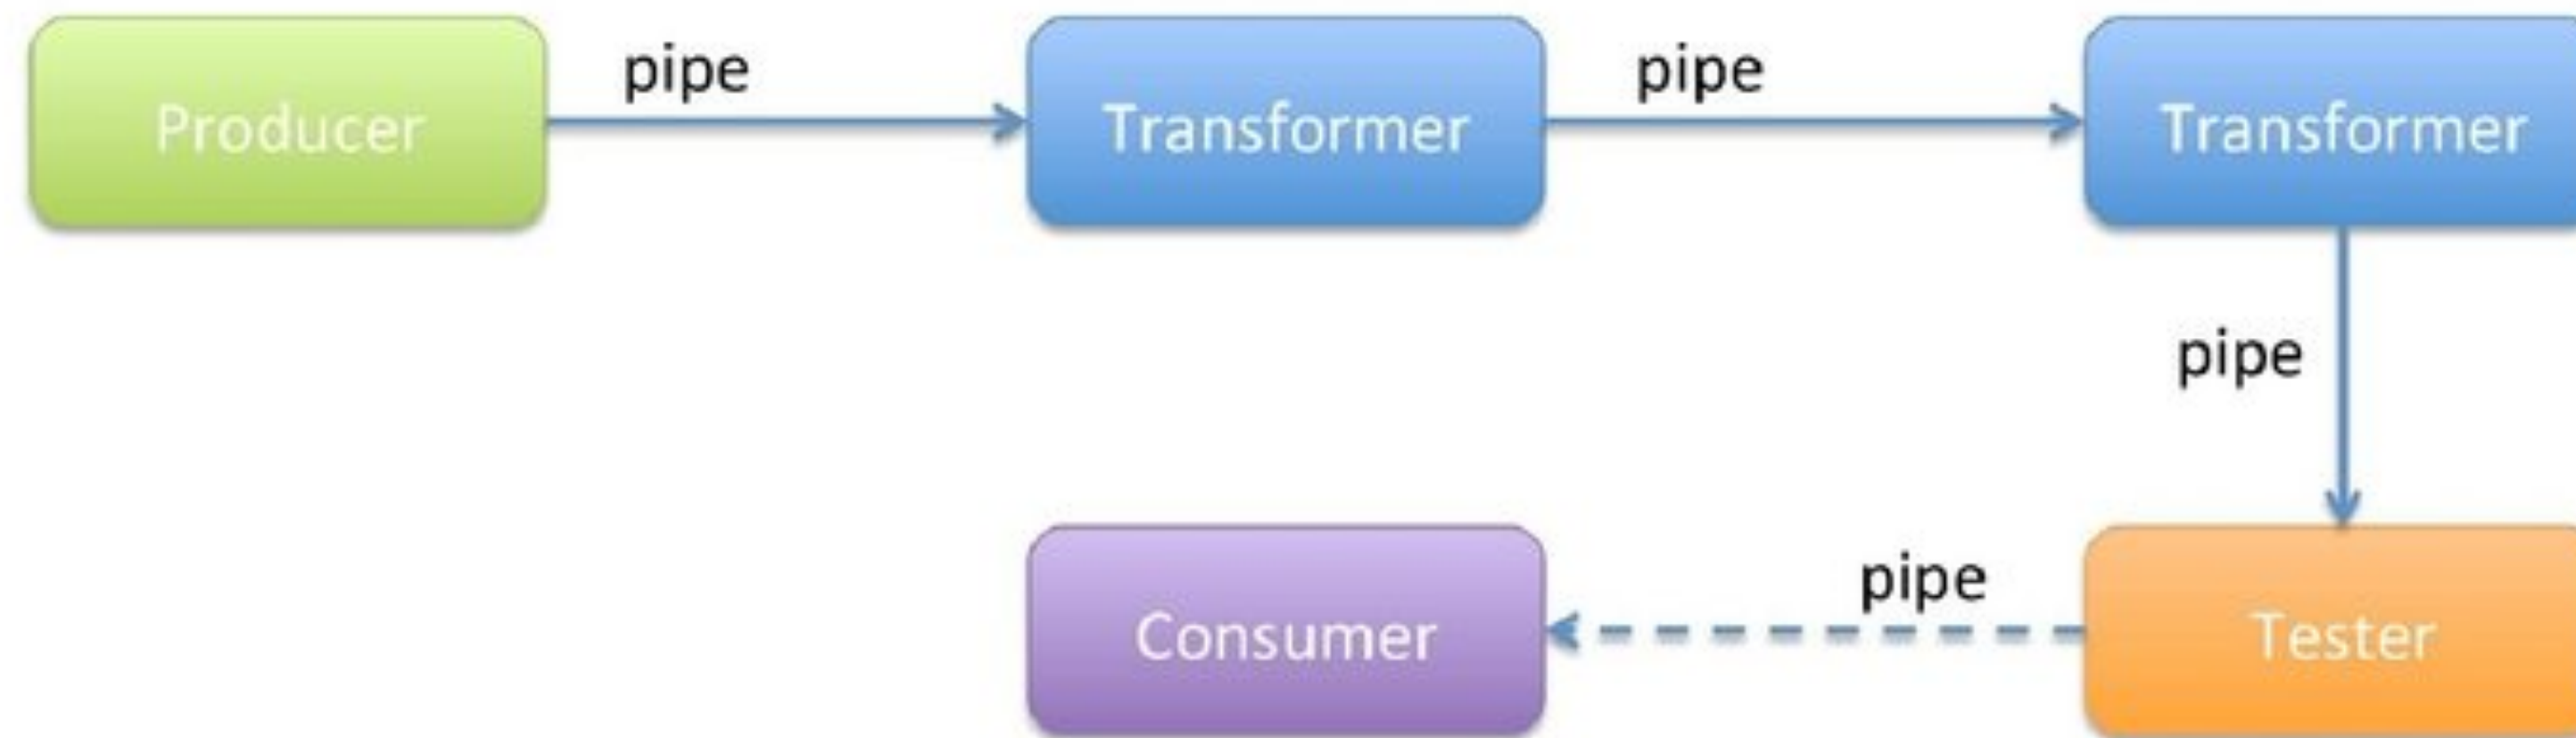 Producer
pipe
Transformer
pipe
Transformer
pipe
Consumer
pipe
Tester